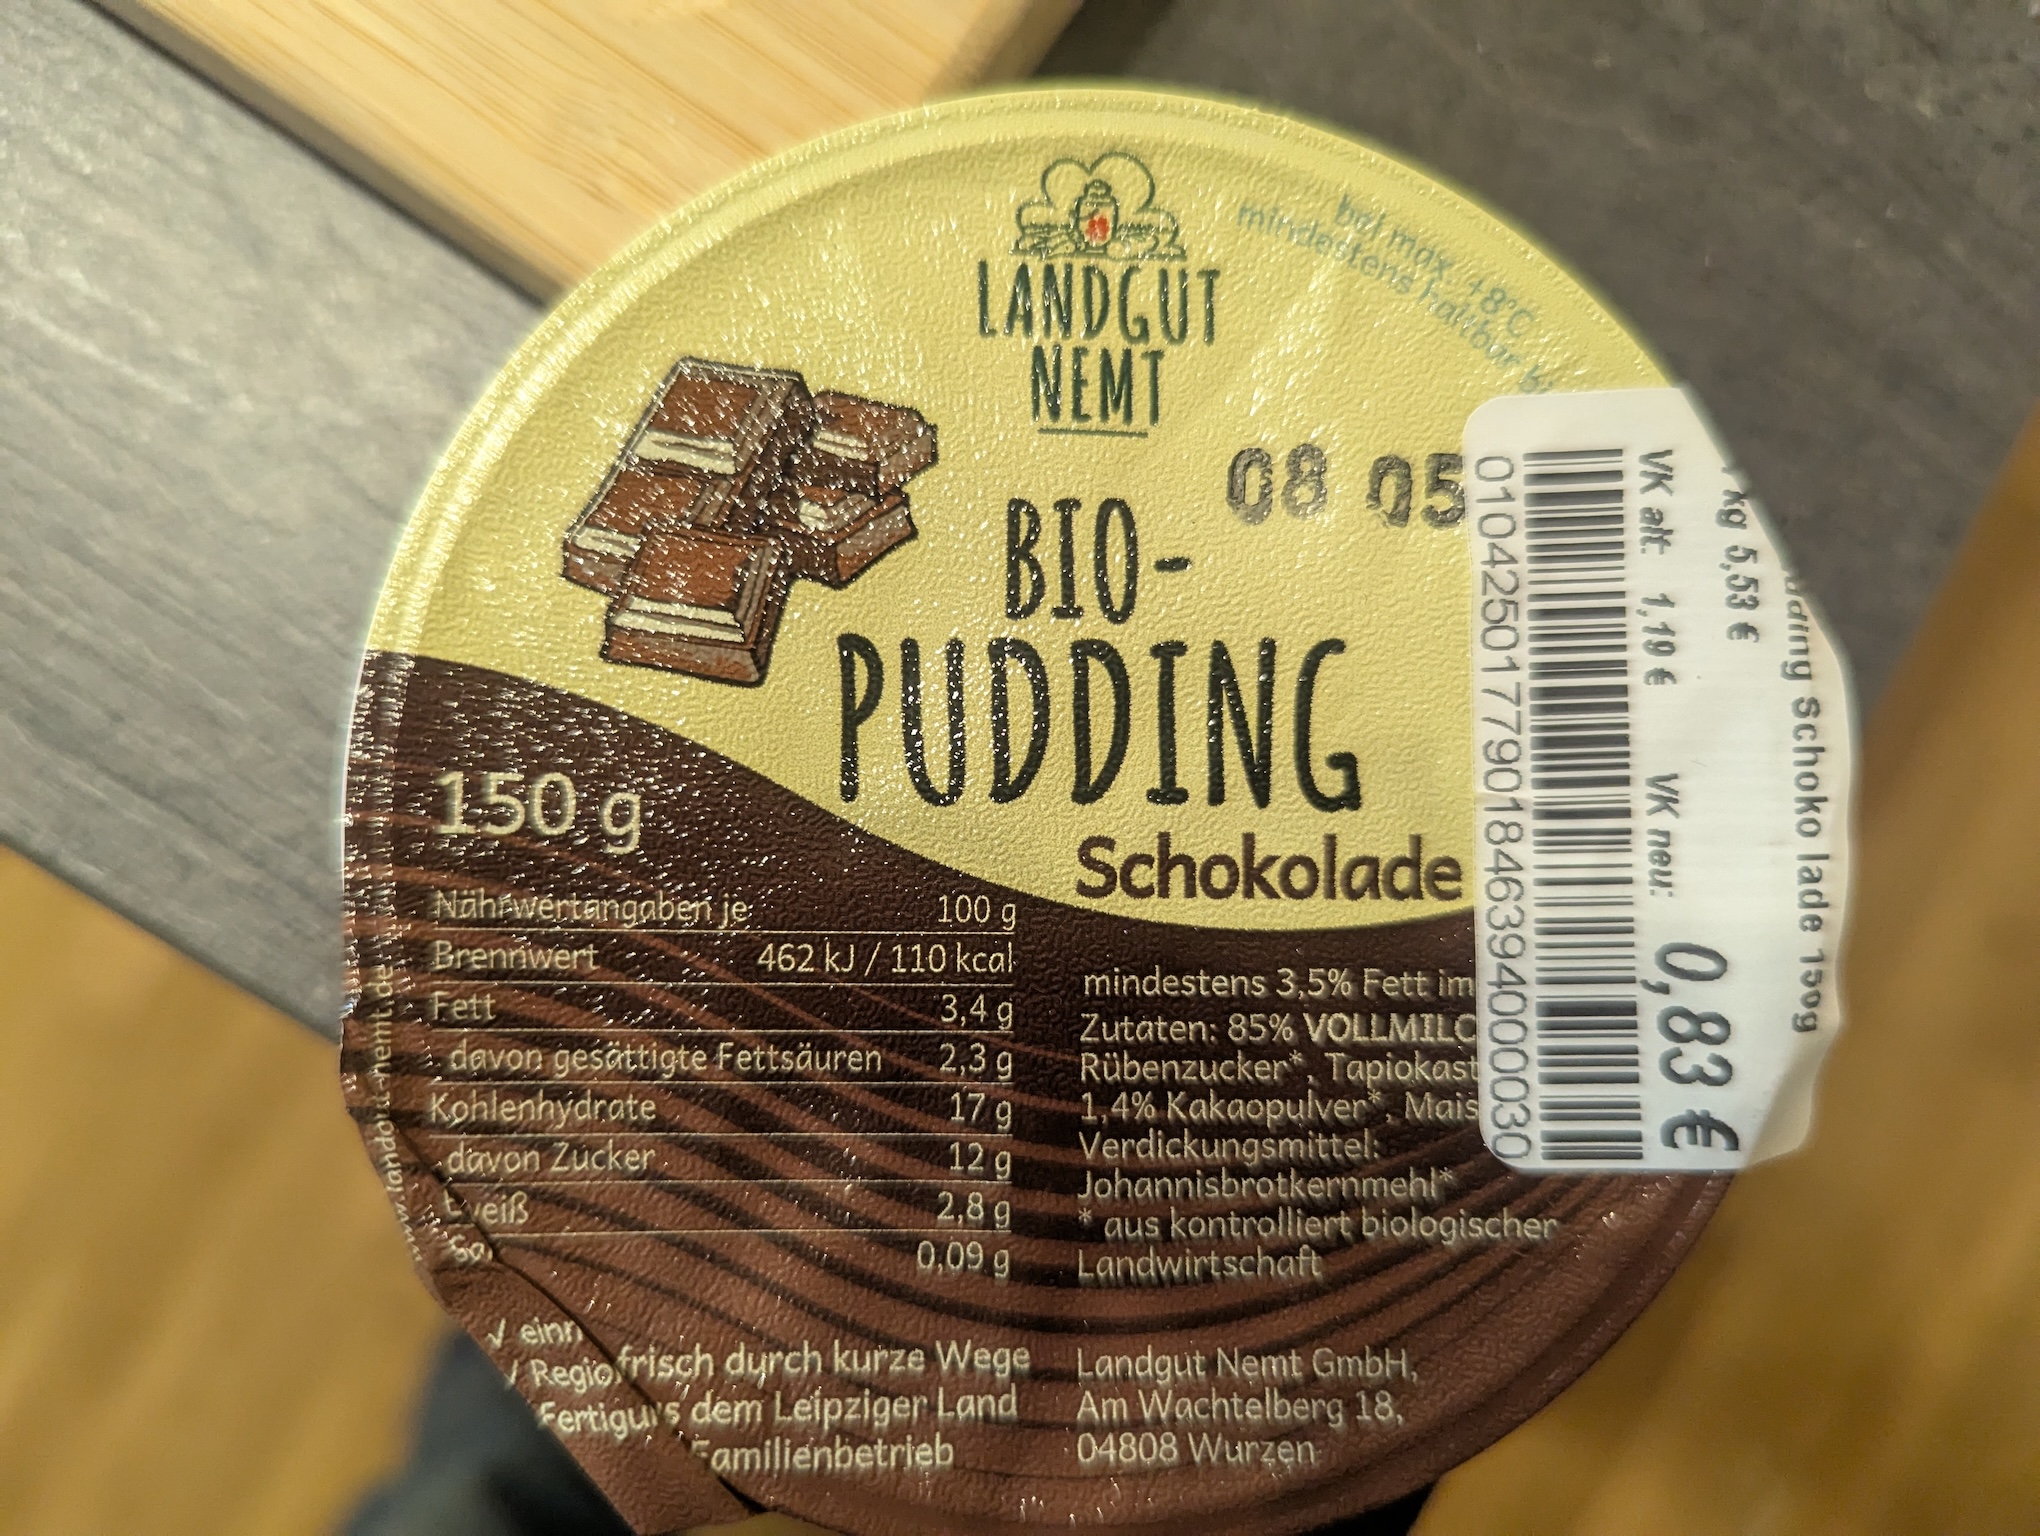 LANDGUT
NEMT
bei max. +8°C
mindestens haltbar
08 05
BIO-
PUDDING
Schokolade
150 g
Nährwertangaben je 100 g
Brennwert 462 kJ / 110 kcal
Fett 3,4 g
davon gesättigte Fettsäuren 2,3 g
Kohlenhydrate 17 g
davon Zucker 12 g
2,8 g
0,09 g
mindestens 3,5% Fett im
Zutaten: 85% VOLLMILC
Rübenzucker*, Tapiokast
1,4% Kakaopulver*, Mais
Verdickungsmittel:
Johannisbrotkernmehl*
* aus kontrolliert biologischer
Landwirtschaft
√ einn
√ Regio frisch durch kurze Wege
Fertigu s dem Leipziger Land
Familienbetrieb
Landgut Nemt GmbH,
Am Wachtelberg 18,
04808 Wurzen
Schoko lade 150g
kg 5,53 €
VK alt: 1,19 € VK neu: 0,83 €
01042501779018463940000030